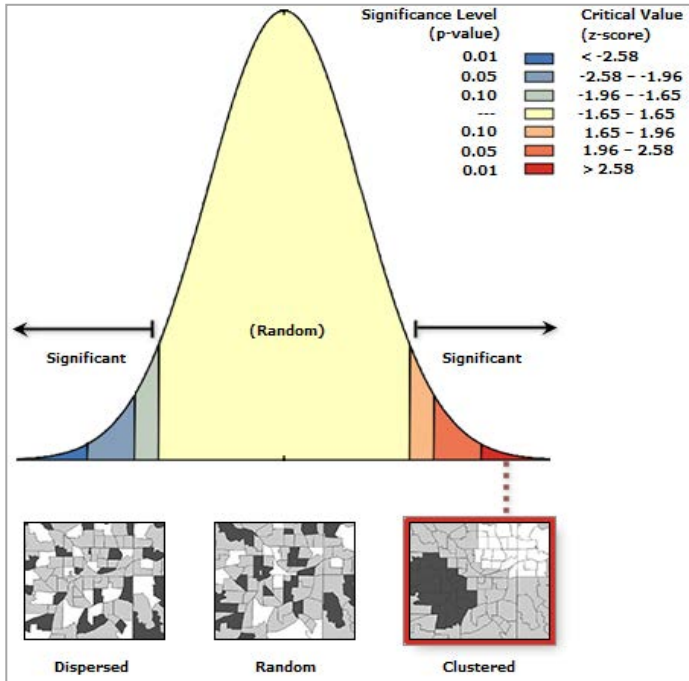 Significance Level Critical Value
(p-value) (z-score)
0.01 < -2.58
0.05 -2.58 – -1.96
0.10 -1.96 – -1.65
--- -1.65 – 1.65
0.10 1.65 – 1.96
0.05 1.96 – 2.58
0.01 > 2.58
(Random)
Significant Significant
Dispersed Random Clustered